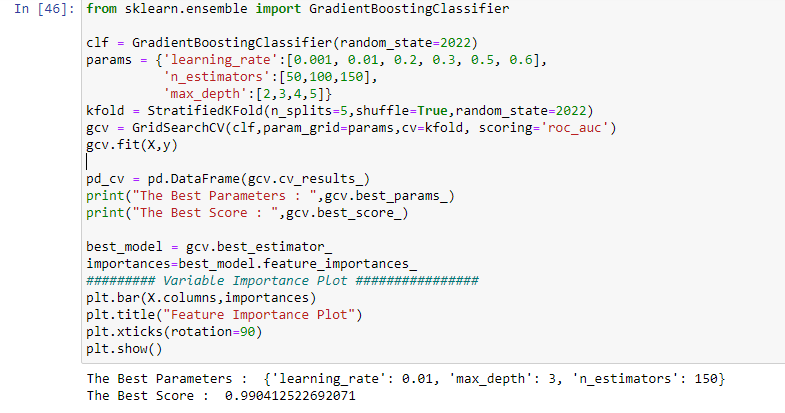 In [46]: from sklearn.ensemble import GradientBoostingClassifier
clf = GradientBoostingClassifier(random_state=2022)
params = {'learning_rate':[0.001, 0.01, 0.2, 0.3, 0.5, 0.6],
'n_estimators':[50,100,150],
'max_depth':[2,3,4,5]}
kfold = StratifiedKFold(n_splits=5,shuffle=True,random_state=2022)
gcv = GridSearchCV(clf,param_grid=params,cv=kfold, scoring='roc_auc')
gcv.fit(X,y)
pd_cv = pd.DataFrame(gcv.cv_results_)
print("The Best Parameters : ",gcv.best_params_)
print("The Best Score : ",gcv.best_score_)
best_model = gcv.best_estimator_
importances=best_model.feature_importances_
######### Variable Importance Plot ################
plt.bar(X.columns,importances)
plt.title("Feature Importance Plot")
plt.xticks(rotation=90)
plt.show()
The Best Parameters :  {'learning_rate': 0.01, 'max_depth': 3, 'n_estimators': 150}
The Best Score :  0.990412522692071